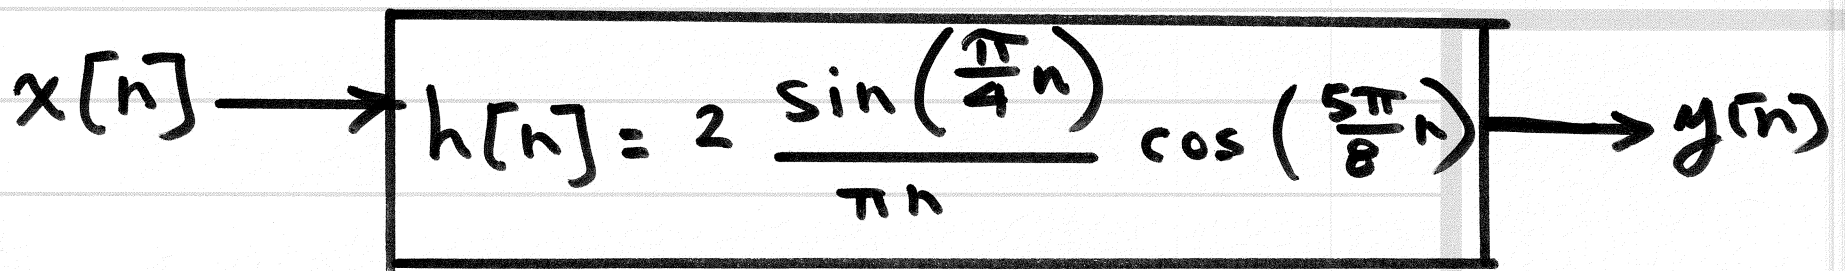 x[n] → h[n] = 2 sin(π/4 n)/πn cos(5π/8 n) → y[n]